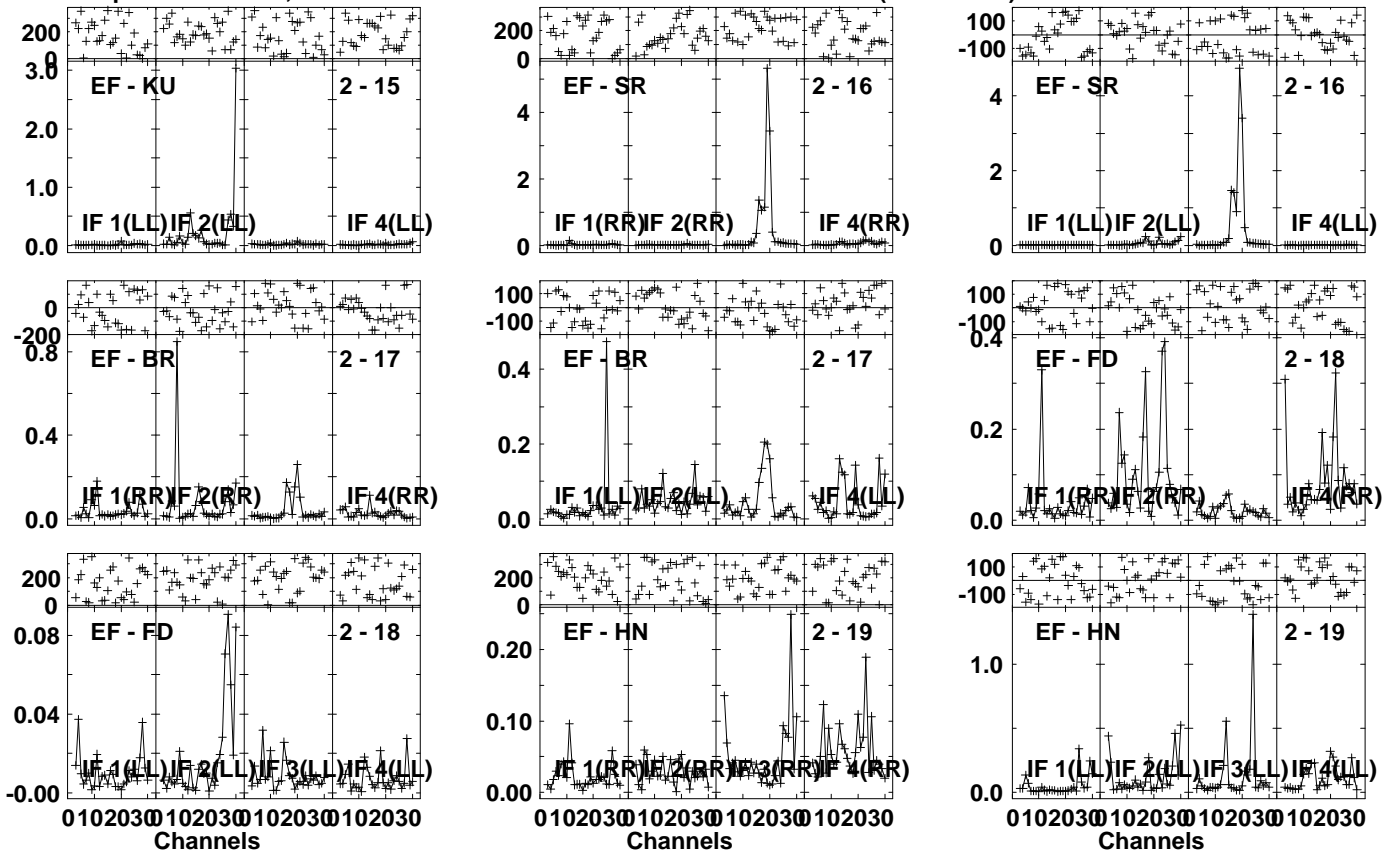 200
0
3.0
2.0
1.0
0.0
EF - KU
2 - 15
IF 1(LL)
IF 2(LL)
IF 4(LL)
200
0
4
2
0
EF - SR
2 - 16
IF 1(RR)
IF 2(RR)
IF 4(RR)
100
-100
4
2
0
EF - SR
2 - 16
IF 1(LL)
IF 2(LL)
IF 4(LL)
0
-200
0.8
0.4
0.0
EF - BR
2 - 17
IF 1(RR)
IF 2(RR)
IF 4(RR)
100
-100
0.4
0.2
0.0
EF - BR
2 - 17
IF 1(LL)
IF 2(LL)
IF 4(LL)
100
-100
0.4
0.2
0.0
EF - FD
2 - 18
IF 1(RR)
IF 2(RR)
IF 4(RR)
200
0
0.08
0.04
-0.00
EF - FD
2 - 18
IF 1(LL)
IF 2(LL)
IF 3(LL)
IF 4(LL)
0102030
0102030
0102030
0102030
Channels
200
0
0.20
0.10
0.00
EF - HN
2 - 19
IF 1(RR)
IF 2(RR)
IF 3(RR)
IF 4(RR)
0102030
0102030
0102030
0102030
Channels
100
-100
1.0
0.0
EF - HN
2 - 19
IF 1(LL)
IF 2(LL)
IF 3(LL)
IF 4(LL)
0102030
0102030
0102030
0102030
Channels